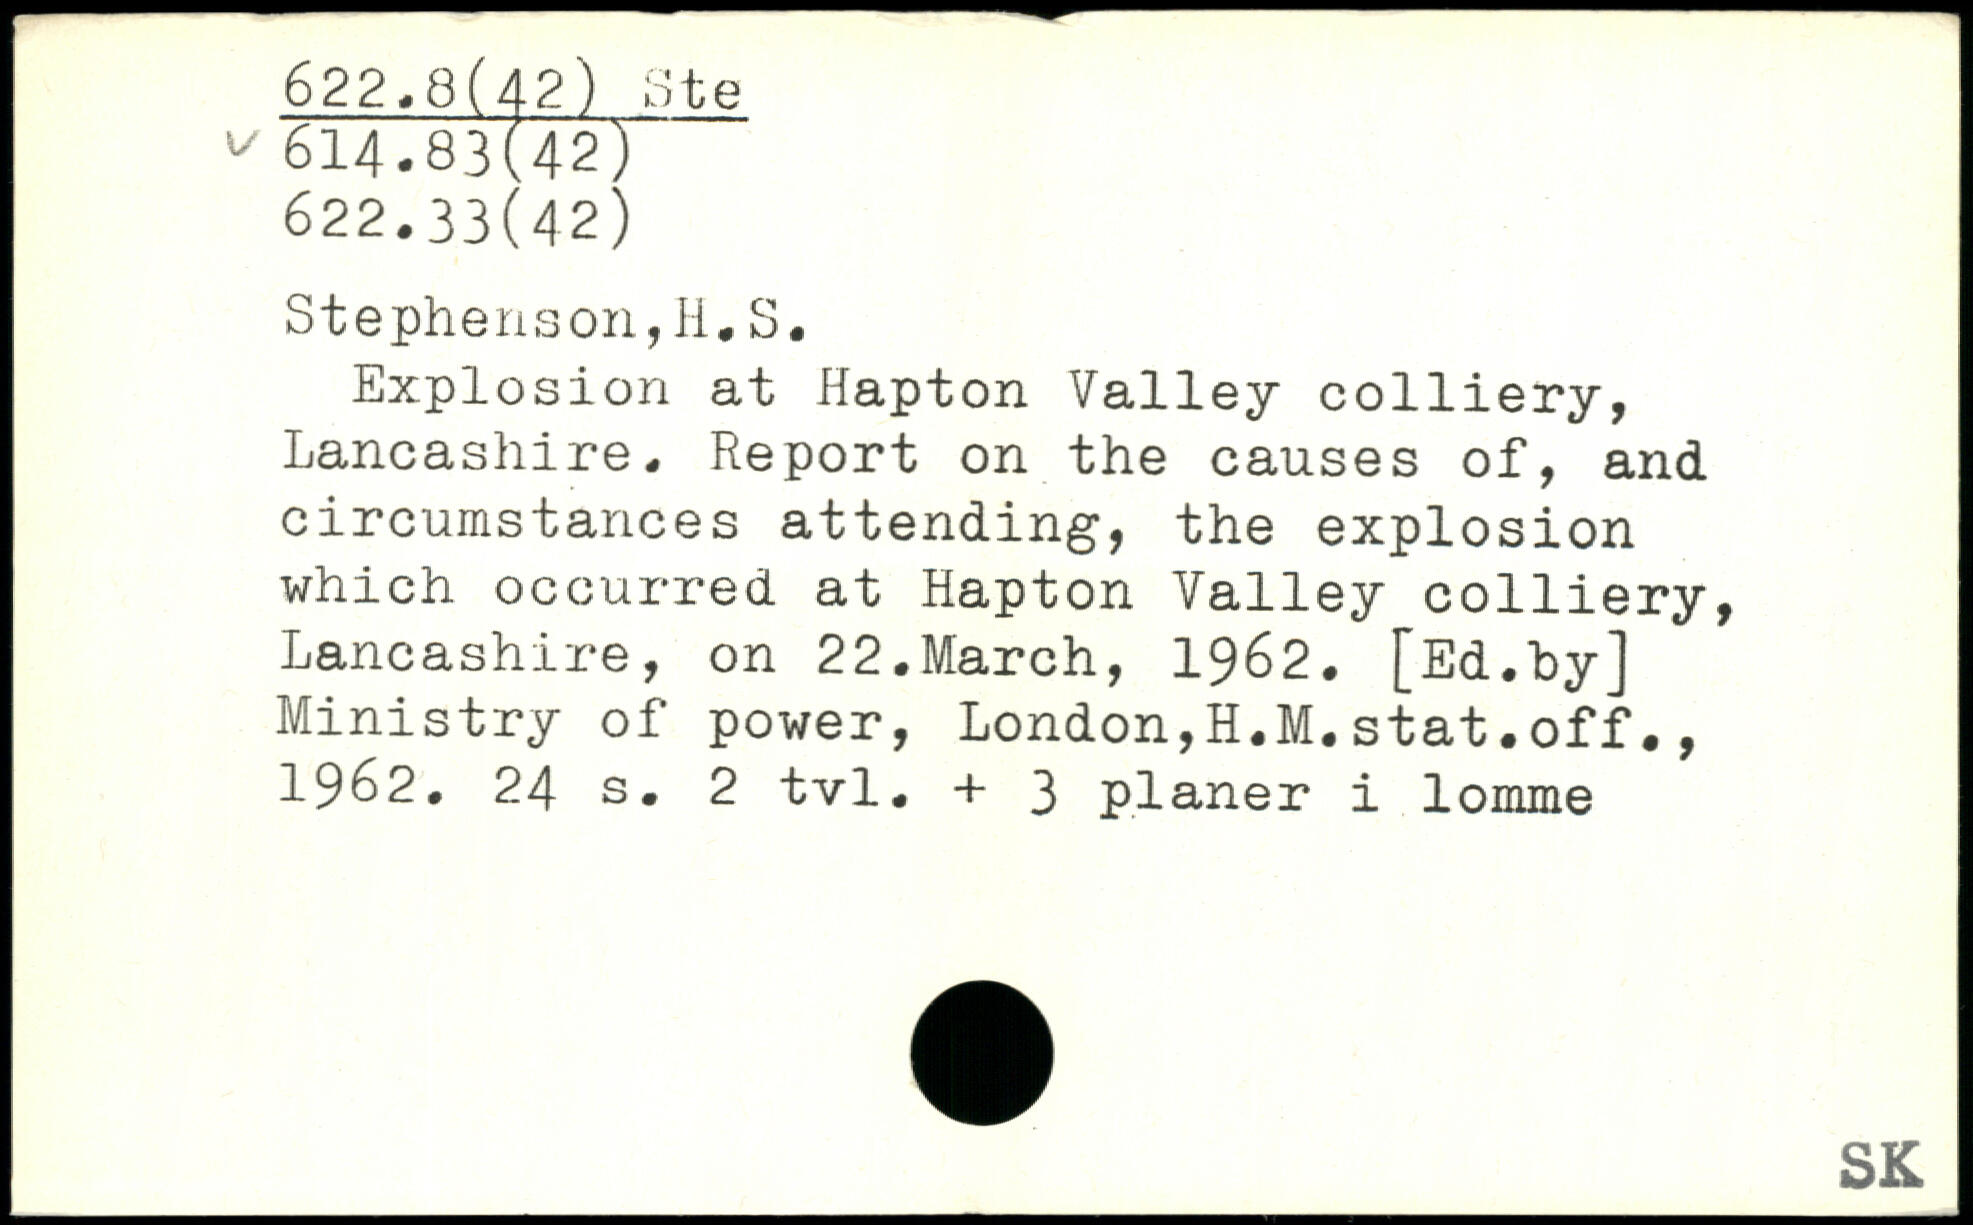 622.8(42) Ste
v 614.83(42)
622.33(42)
Stephenson,H.S.
Explosion at Hapton Valley colliery,
Lancashire. Report on the causes of, and
circumstances attending, the explosion
which occurred at Hapton Valley colliery,
Lancashire, on 22.March, 1962. [Ed.by]
Ministry of power, London,H.M.stat.off.,
1962. 24 s. 2 tvl. + 3 planer i lomme
SK